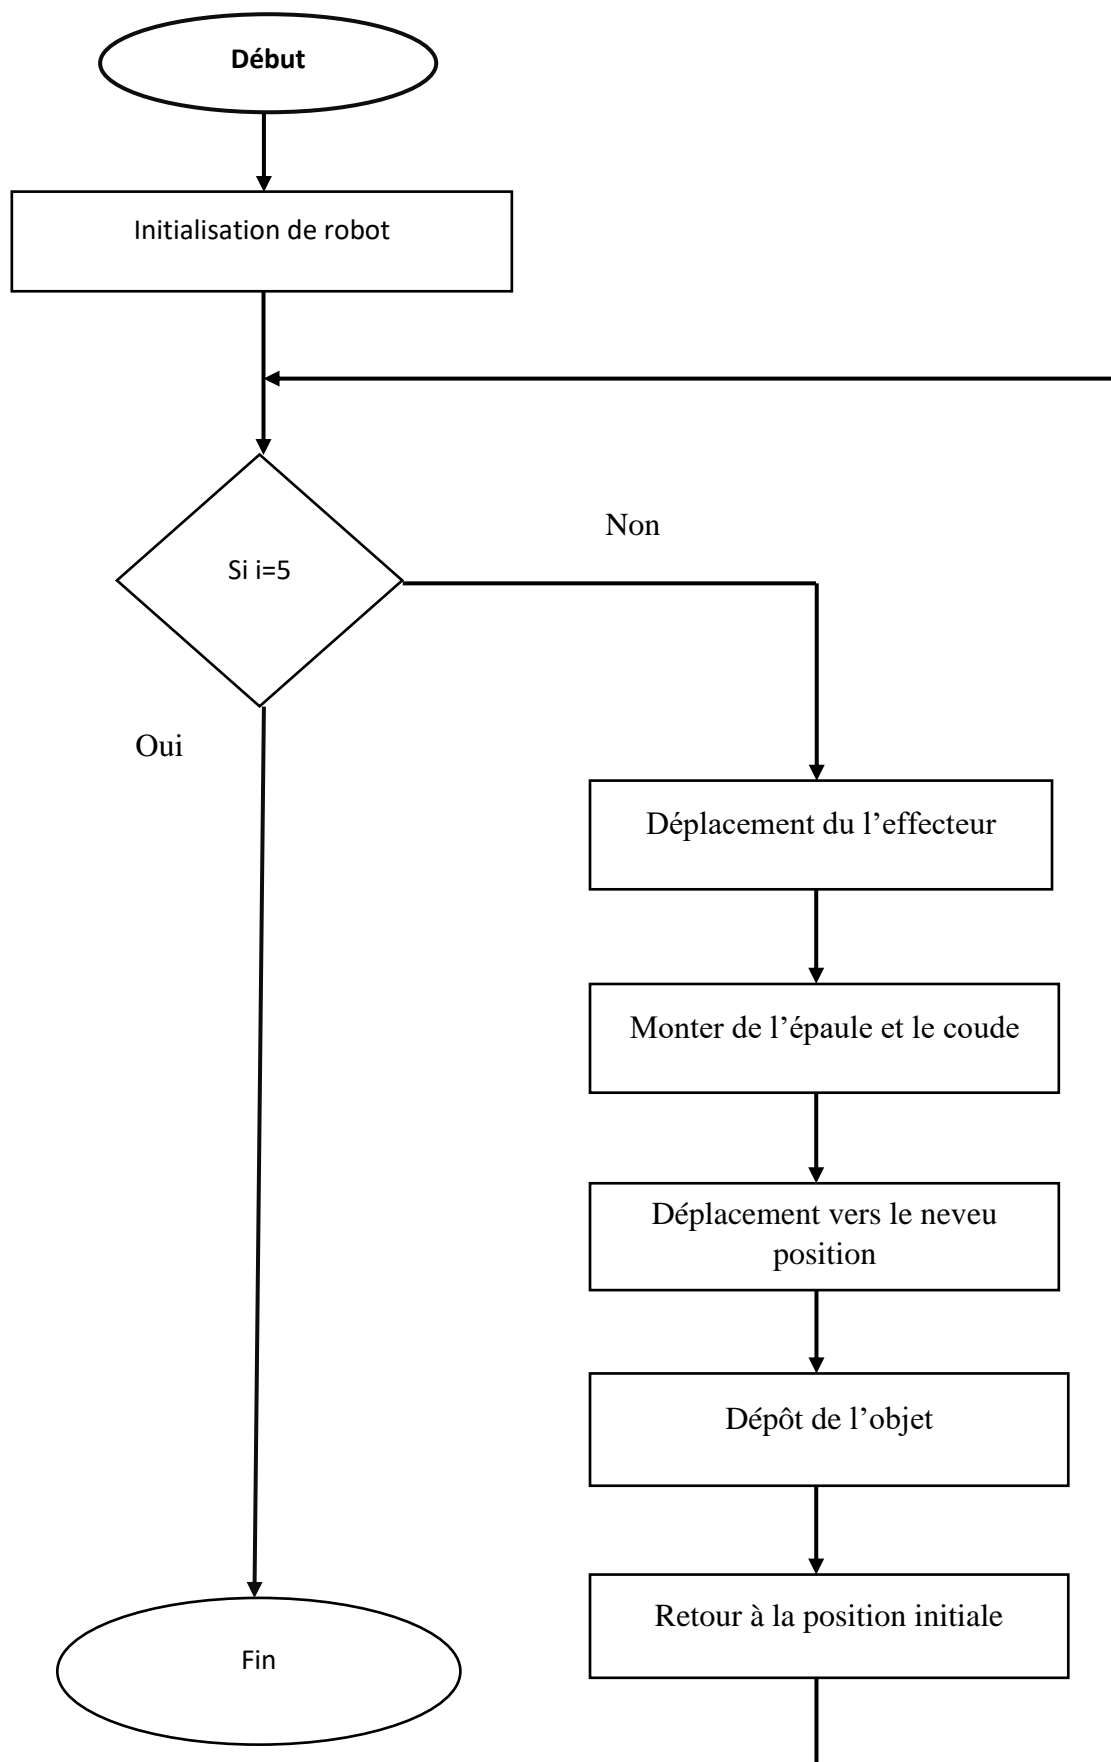 Début
Initialisation de robot
Si i=5
Non
Oui
Déplacement du l’effecteur
Monter de l’épaule et le coude
Déplacement vers le neveu
position
Dépôt de l’objet
Retour à la position initiale
Fin